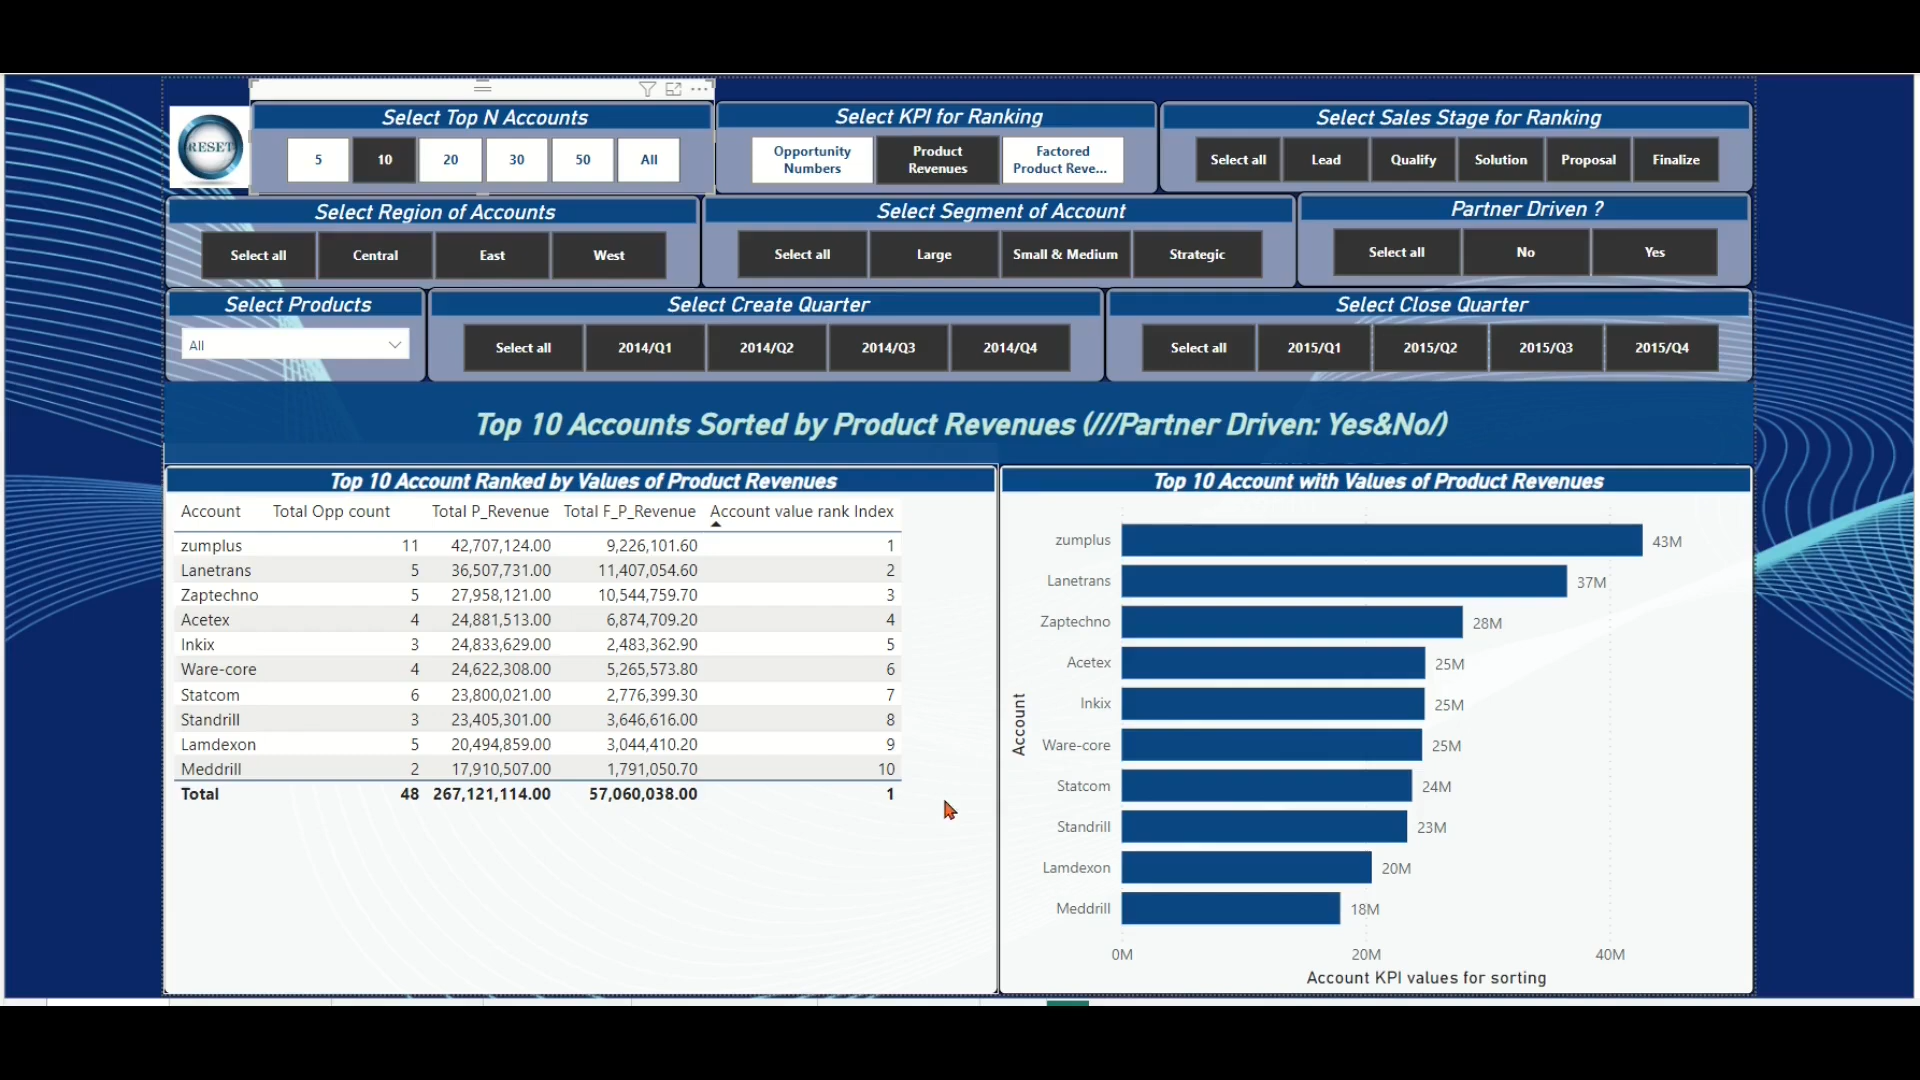 RESET
Select Top N Accounts
5 10 20 30 50 All
Select KPI for Ranking
Opportunity Numbers
Product Revenues
Factored Product Reve...
Select Sales Stage for Ranking
Select all Lead Qualify Solution Proposal Finalize
Select Region of Accounts
Select all Central East West
Select Segment of Account
Select all Large Small & Medium Strategic
Partner Driven ?
Select all No Yes
Select Products
All
Select Create Quarter
Select all 2014/Q1 2014/Q2 2014/Q3 2014/Q4
Select Close Quarter
Select all 2015/Q1 2015/Q2 2015/Q3 2015/Q4
Top 10 Accounts Sorted by Product Revenues (///Partner Driven: Yes&No/)
Top 10 Account Ranked by Values of Product Revenues
Account Total Opp count Total P_Revenue Total F_P_Revenue Account value rank Index
zumplus 11 42,707,124.00 9,226,101.60 1
Lanetrans 5 36,507,731.00 11,407,054.60 2
Zaptechno 5 27,958,121.00 10,544,759.70 3
Acetex 4 24,881,513.00 6,874,709.20 4
Inkix 3 24,833,629.00 2,483,362.90 5
Ware-core 4 24,622,308.00 5,265,573.80 6
Statcom 6 23,800,021.00 2,776,399.30 7
Standrill 3 23,405,301.00 3,646,616.00 8
Lamdexon 5 20,494,859.00 3,044,410.20 9
Meddrill 2 17,910,507.00 1,791,050.70 10
Total 48 267,121,114.00 57,060,038.00 1
Top 10 Account with Values of Product Revenues
Account
zumplus 43M
Lanetrans 37M
Zaptechno 28M
Acetex 25M
Inkix 25M
Ware-core 25M
Statcom 24M
Standrill 23M
Lamdexon 20M
Meddrill 18M
0M 20M 40M
Account KPI values for sorting